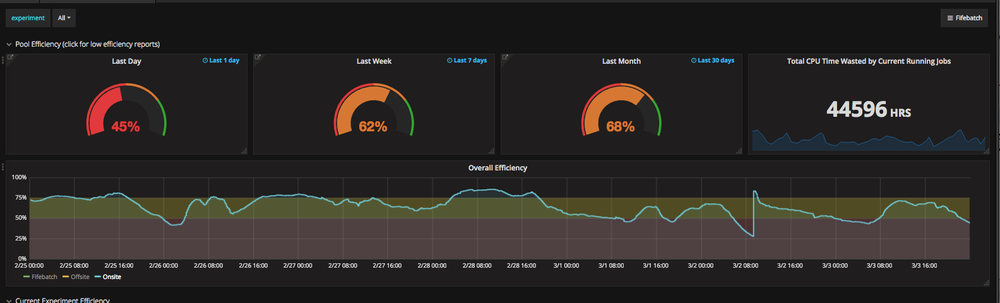 experiment All Fifebatch
Pool Efficiency (click for low efficiency reports)
Last Day Last 1 day
Last Week Last 7 days
Last Month Last 30 days
Total CPU Time Wasted by Current Running Jobs
45%
62%
68%
44596 HRS
Overall Efficiency
100%
75%
50%
25%
0%
2/25 00:00 2/25 08:00 2/25 16:00 2/26 00:00 2/26 08:00 2/26 16:00 2/27 00:00 2/27 08:00 2/27 16:00 2/28 00:00 2/28 08:00 2/28 16:00 3/1 00:00 3/1 08:00 3/1 16:00 3/2 00:00 3/2 08:00 3/2 16:00 3/3 00:00 3/3 08:00 3/3 16:00
Fifebatch Offsite Onsite
Current Experiment Efficiency